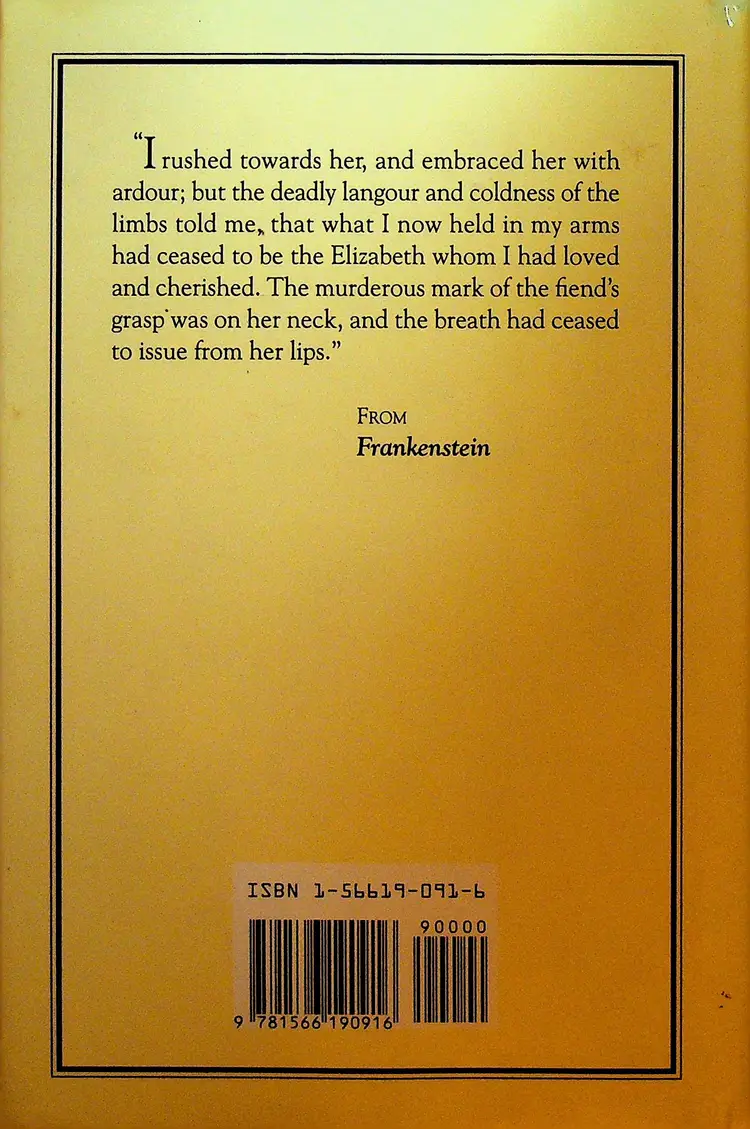 “I rushed towards her, and embraced her with
ardour; but the deadly langour and coldness of the
limbs told me, that what I now held in my arms
had ceased to be the Elizabeth whom I had loved
and cherished. The murderous mark of the fiend’s
grasp was on her neck, and the breath had ceased
to issue from her lips.”
FROM
Frankenstein
ISBN 1-56619-091-6
90000
9 781566 190916